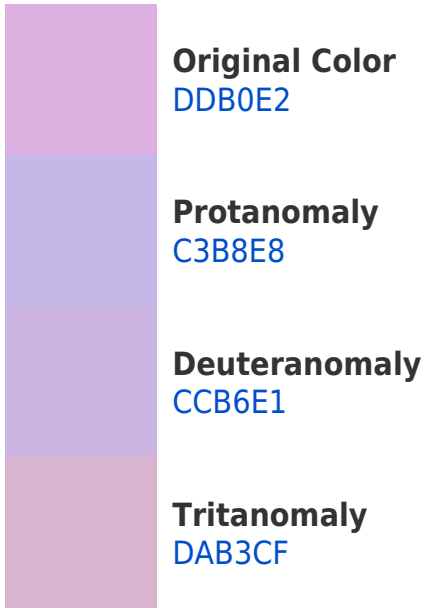 Original Color
DDB0E2
Protanomaly
C3B8E8
Deuteranomaly
CCB6E1
Tritanomaly
DAB3CF